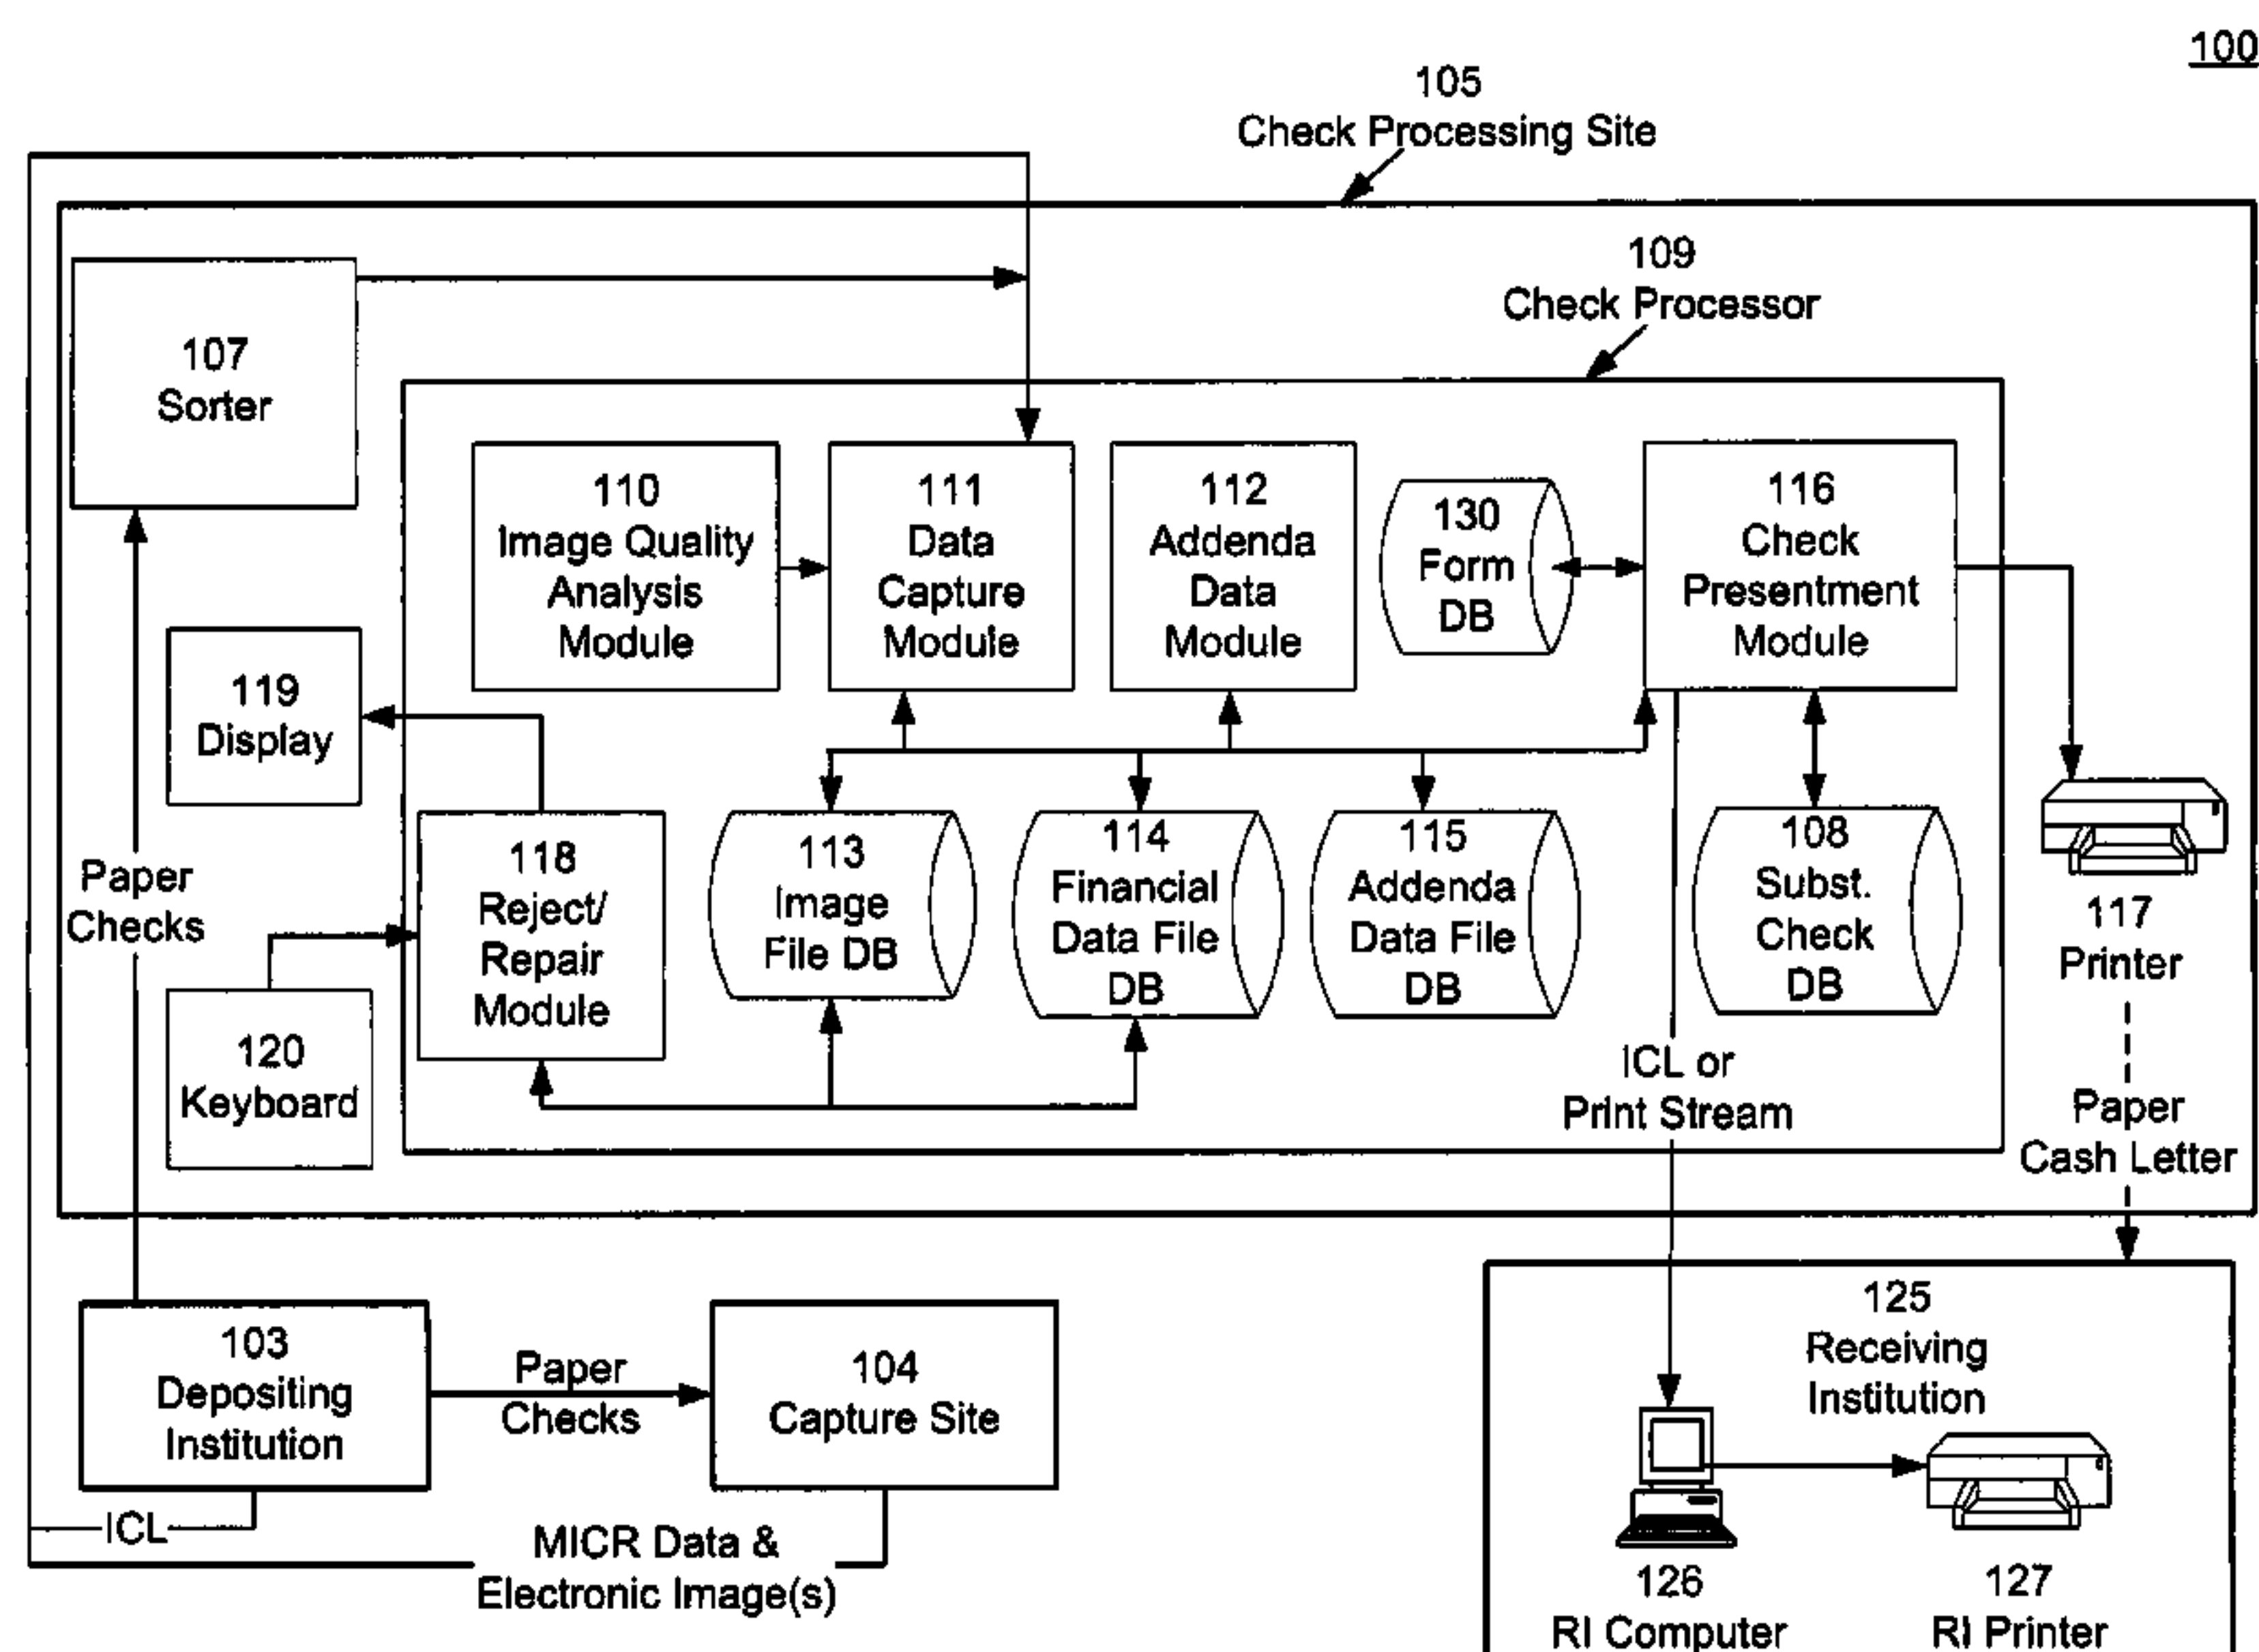 100
105
Check Processing Site
109
Check Processor
107
Sorter
110
Image Quality
Analysis
Module
111
Data
Capture
Module
112
Addenda
Data
Module
130
Form
DB
116
Check
Presentment
Module
119
Display
118
Reject/
Repair
Module
113
Image
File DB
114
Financial
Data File
DB
115
Addenda
Data File
DB
108
Subst.
Check
DB
117
Printer
Paper
Checks
120
Keyboard
ICL or
Print Stream
Paper
Cash Letter
103
Depositing
Institution
Paper
Checks
104
Capture Site
125
Receiving
Institution
ICL
MICR Data &
Electronic Image(s)
126
RI Computer
127
RI Printer